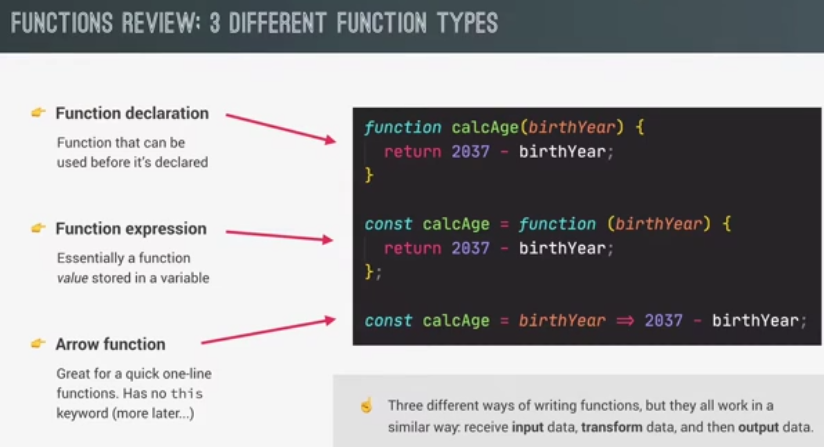 FUNCTIONS REVIEW: 3 DIFFERENT FUNCTION TYPES
Function declaration
Function that can be
used before it's declared
Function expression
Essentially a function
value stored in a variable
Arrow function
Great for a quick one-line
functions. Has no this
keyword (more later...)
function calcAge(birthYear) {
  return 2037 - birthYear;
}
const calcAge = function (birthYear) {
  return 2037 - birthYear;
};
const calcAge = birthYear => 2037 - birthYear;
Three different ways of writing functions, but they all work in a
similar way: receive input data, transform data, and then output data.